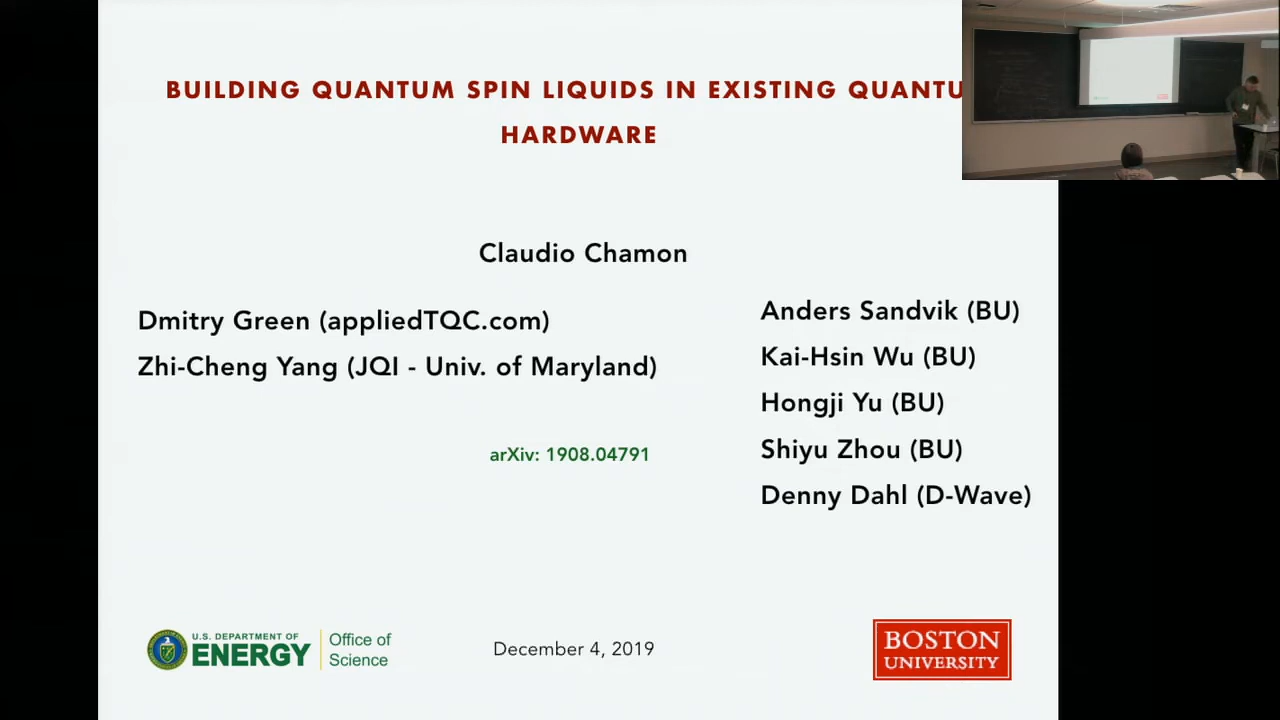 BUILDING QUANTUM SPIN LIQUIDS IN EXISTING QUANTU
HARDWARE
Claudio Chamon
Dmitry Green (appliedTQC.com)
Zhi-Cheng Yang (JQI - Univ. of Maryland)
Anders Sandvik (BU)
Kai-Hsin Wu (BU)
Hongji Yu (BU)
Shiyu Zhou (BU)
Denny Dahl (D-Wave)
arXiv: 1908.04791
U.S. DEPARTMENT OF
ENERGY
Office of
Science
December 4, 2019
BOSTON
UNIVERSITY